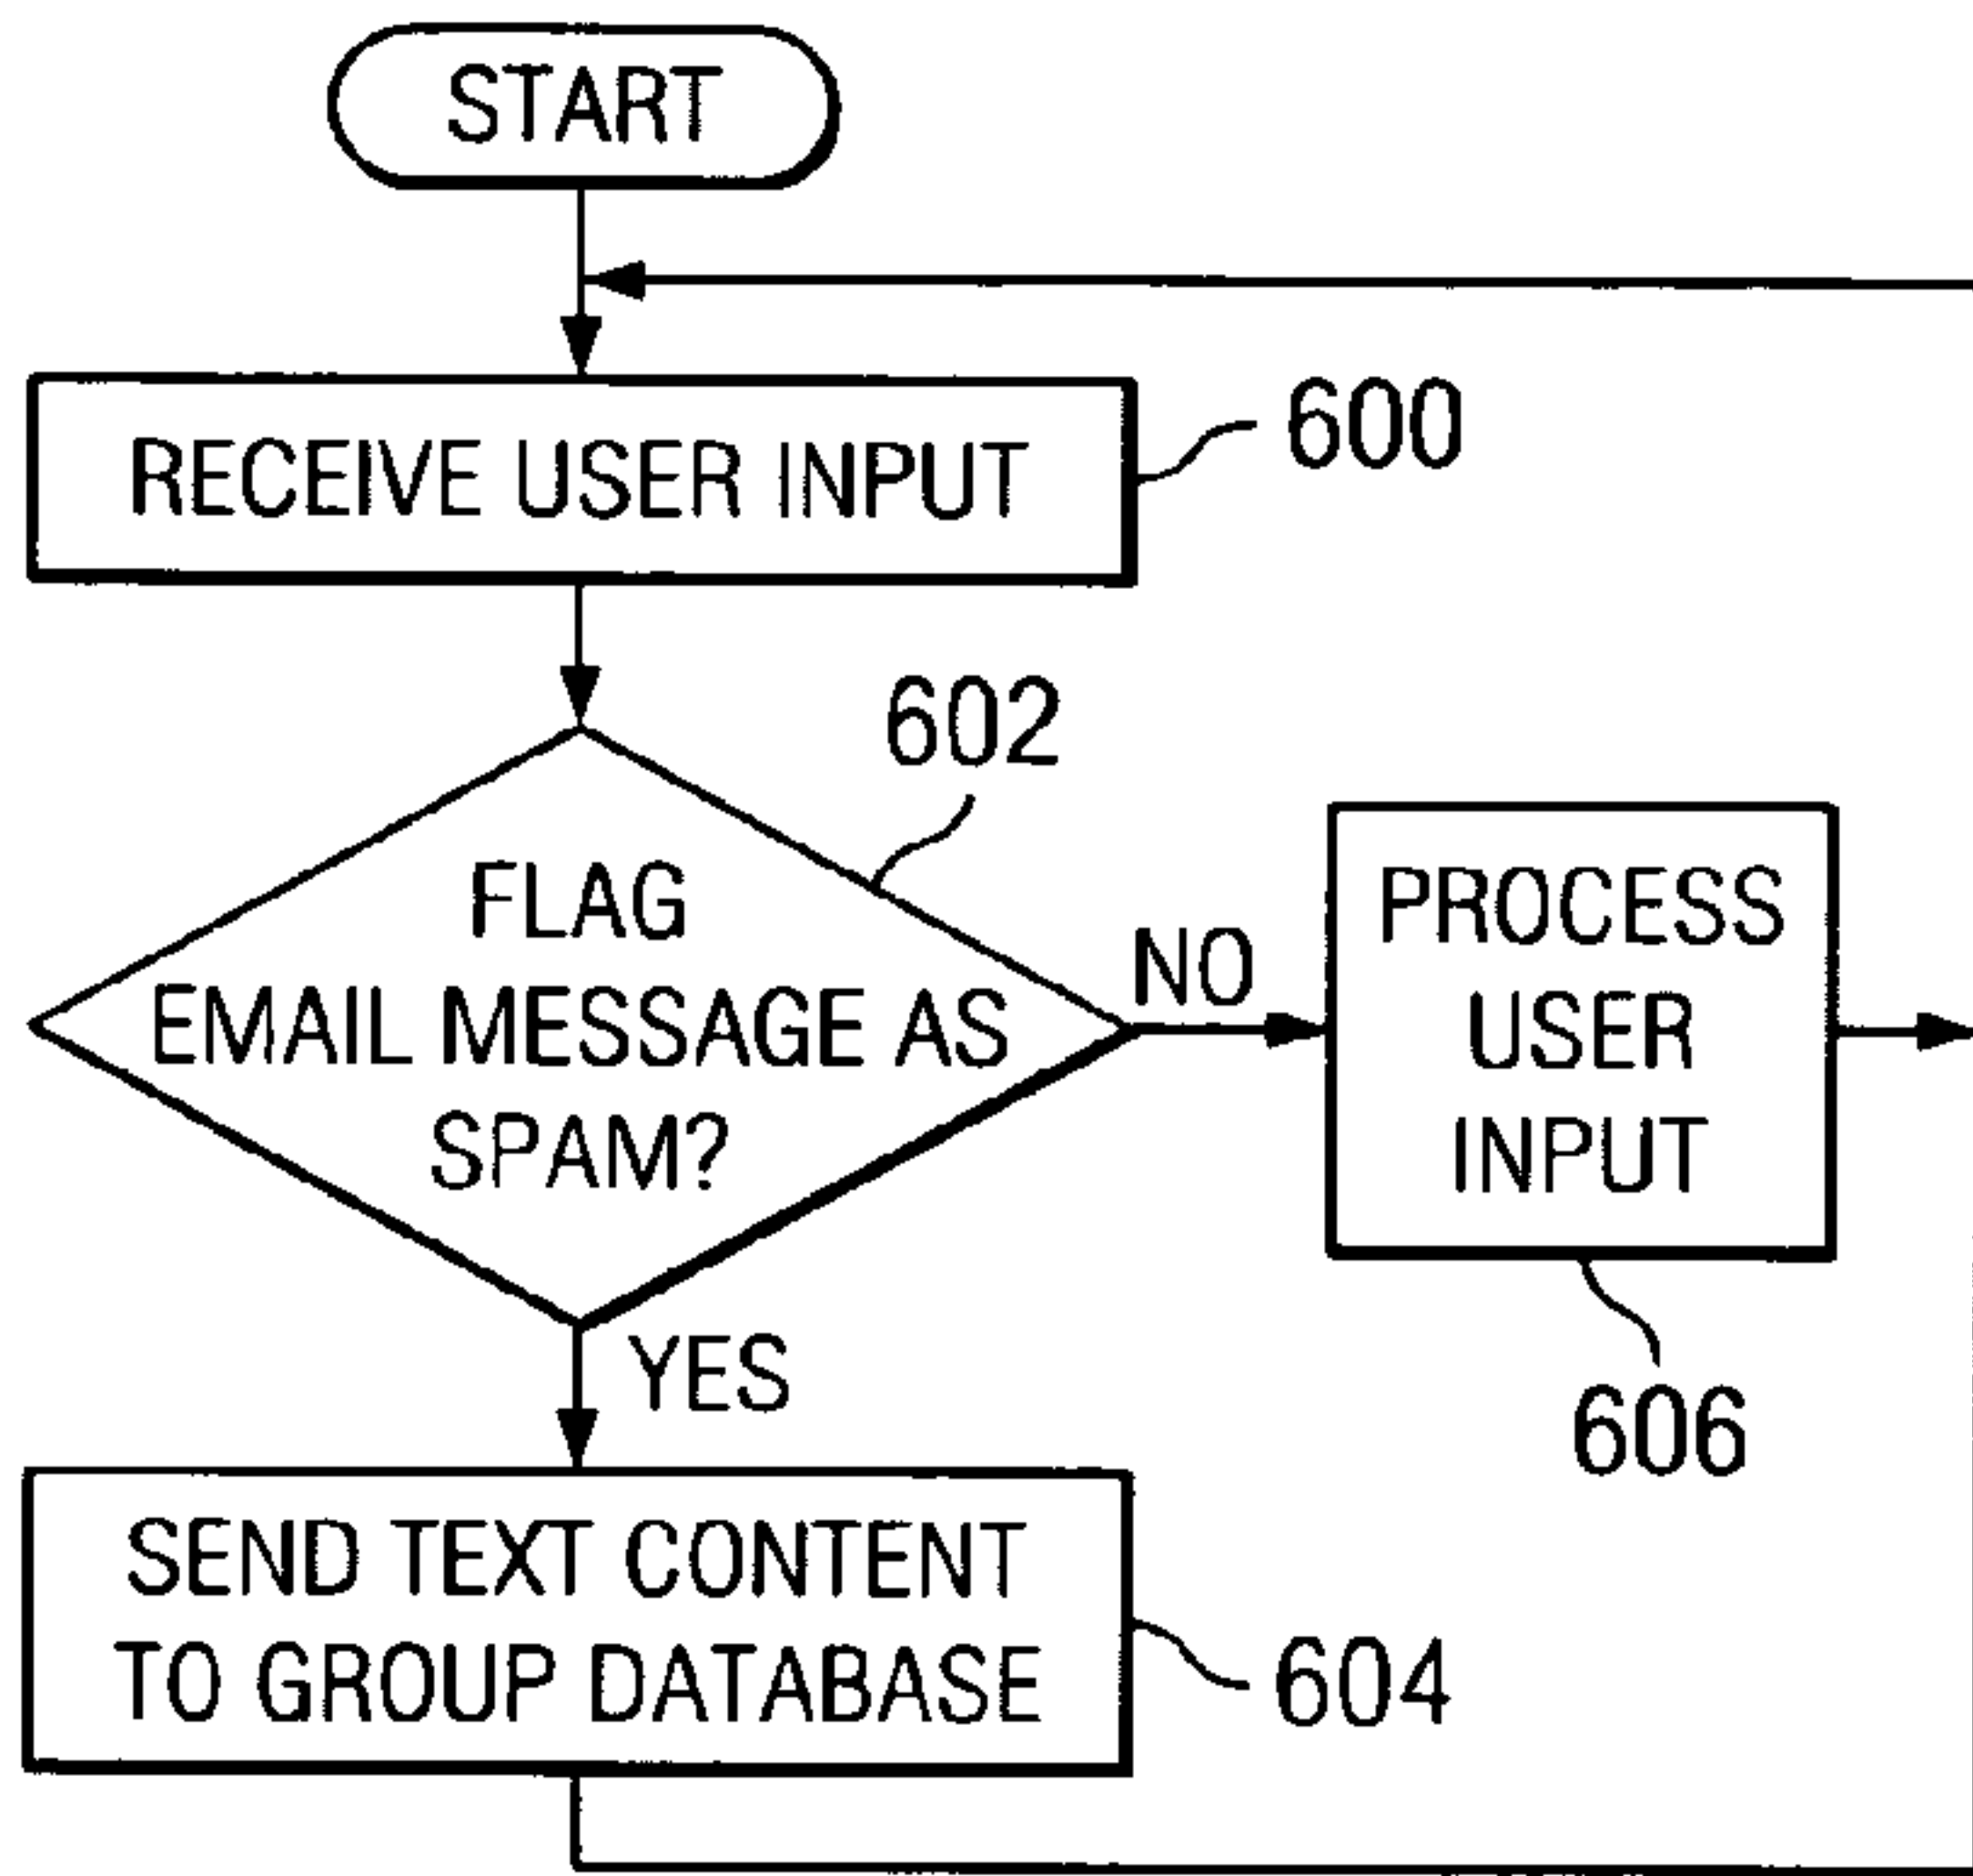 START
RECEIVE USER INPUT
600
602
FLAG
EMAIL MESSAGE AS
SPAM?
NO
PROCESS
USER
INPUT
606
YES
SEND TEXT CONTENT
TO GROUP DATABASE
604